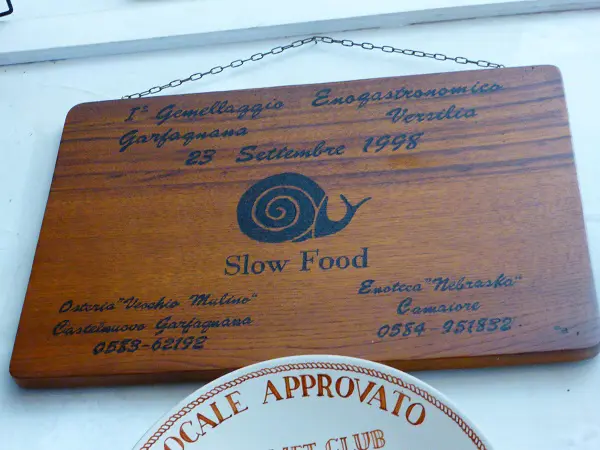 I° Gemellaggio Enogastronomico
Garfagnana Versilia
23 Settembre 1998
Slow Food
Osteria "Vecchio Mulino"
Castelnuovo Garfagnana
0583-62192
Enoteca "Nebraska"
Camaiore
0584-951832
LOCALE APPROVATO
CLUB